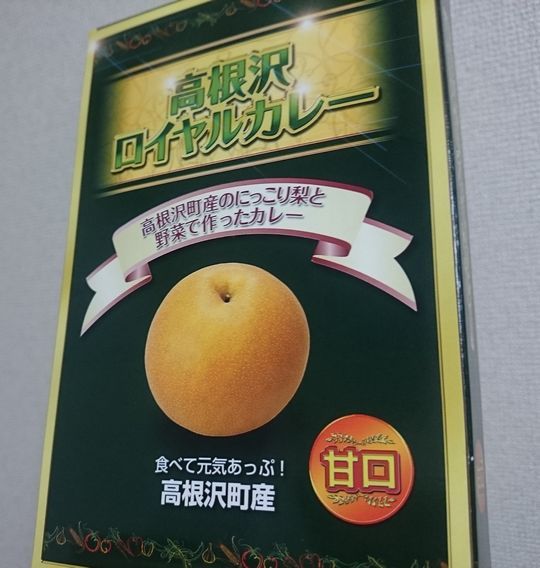 高根沢
ロイヤルカレー
高根沢町産のにっこり梨と
野菜で作ったカレー
食べて元気あっぷ！
高根沢町産
甘口